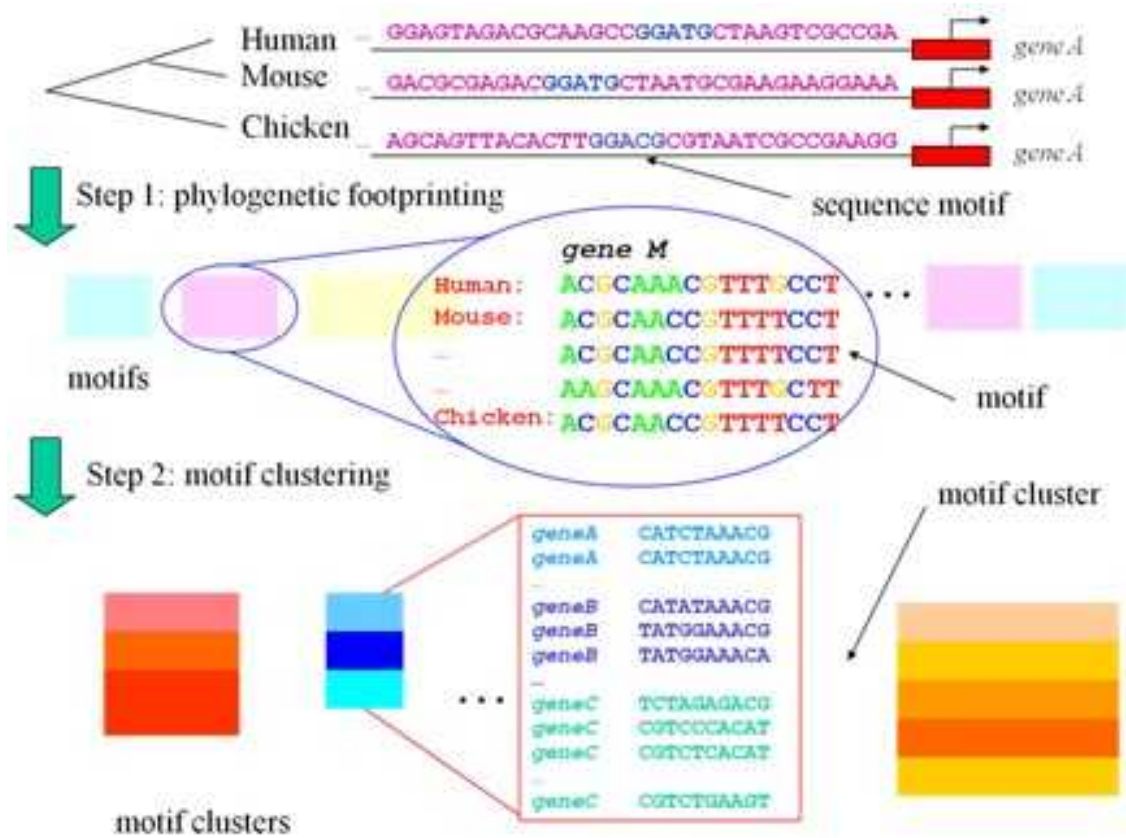 Human
… GGAGTAGACGCAAGCCGGATGCTAAGTCGCCGA
geneA
Mouse
… GACGCGAGACGGATGCTAATGCGAAGAAGGAAA
geneA
Chicken
… AGCAGTTACACTTGGACGCGTAATCGCCGAAGG
geneA
Step 1: phylogenetic footprinting
sequence motif
gene M
Human: ACGCAAACGTTTGCCT
Mouse: ACGCAACCGTTTTCCT
… ACGCAACCGTTTTCCT
… AAGCAAACGTTTGCTT
Chicken: ACGCAACCGTTTTCCT
...
motifs
motif
Step 2: motif clustering
motif cluster
geneA CATCTAAACG
geneA CATCTAAACG
…
geneB CATATAAACG
geneB TATGGAAACG
geneB TATGGAAACA
…
geneC TCTAGAGACG
geneC CGTCCCACAT
geneC CGTCTCACAT
…
geneC CGTCTGAAGT
...
motif clusters